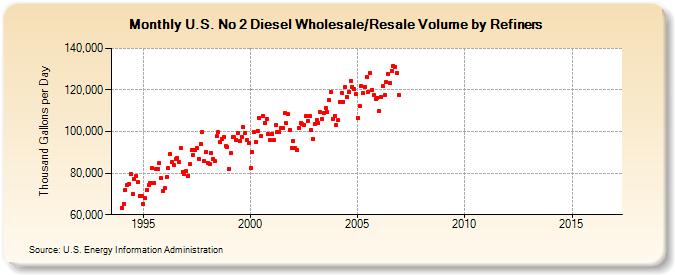 Monthly U.S. No 2 Diesel Wholesale/Resale Volume by Refiners
Thousand Gallons per Day
140,000
120,000
100,000
80,000
60,000
1995 2000 2005 2010 2015
Source: U.S. Energy Information Administration